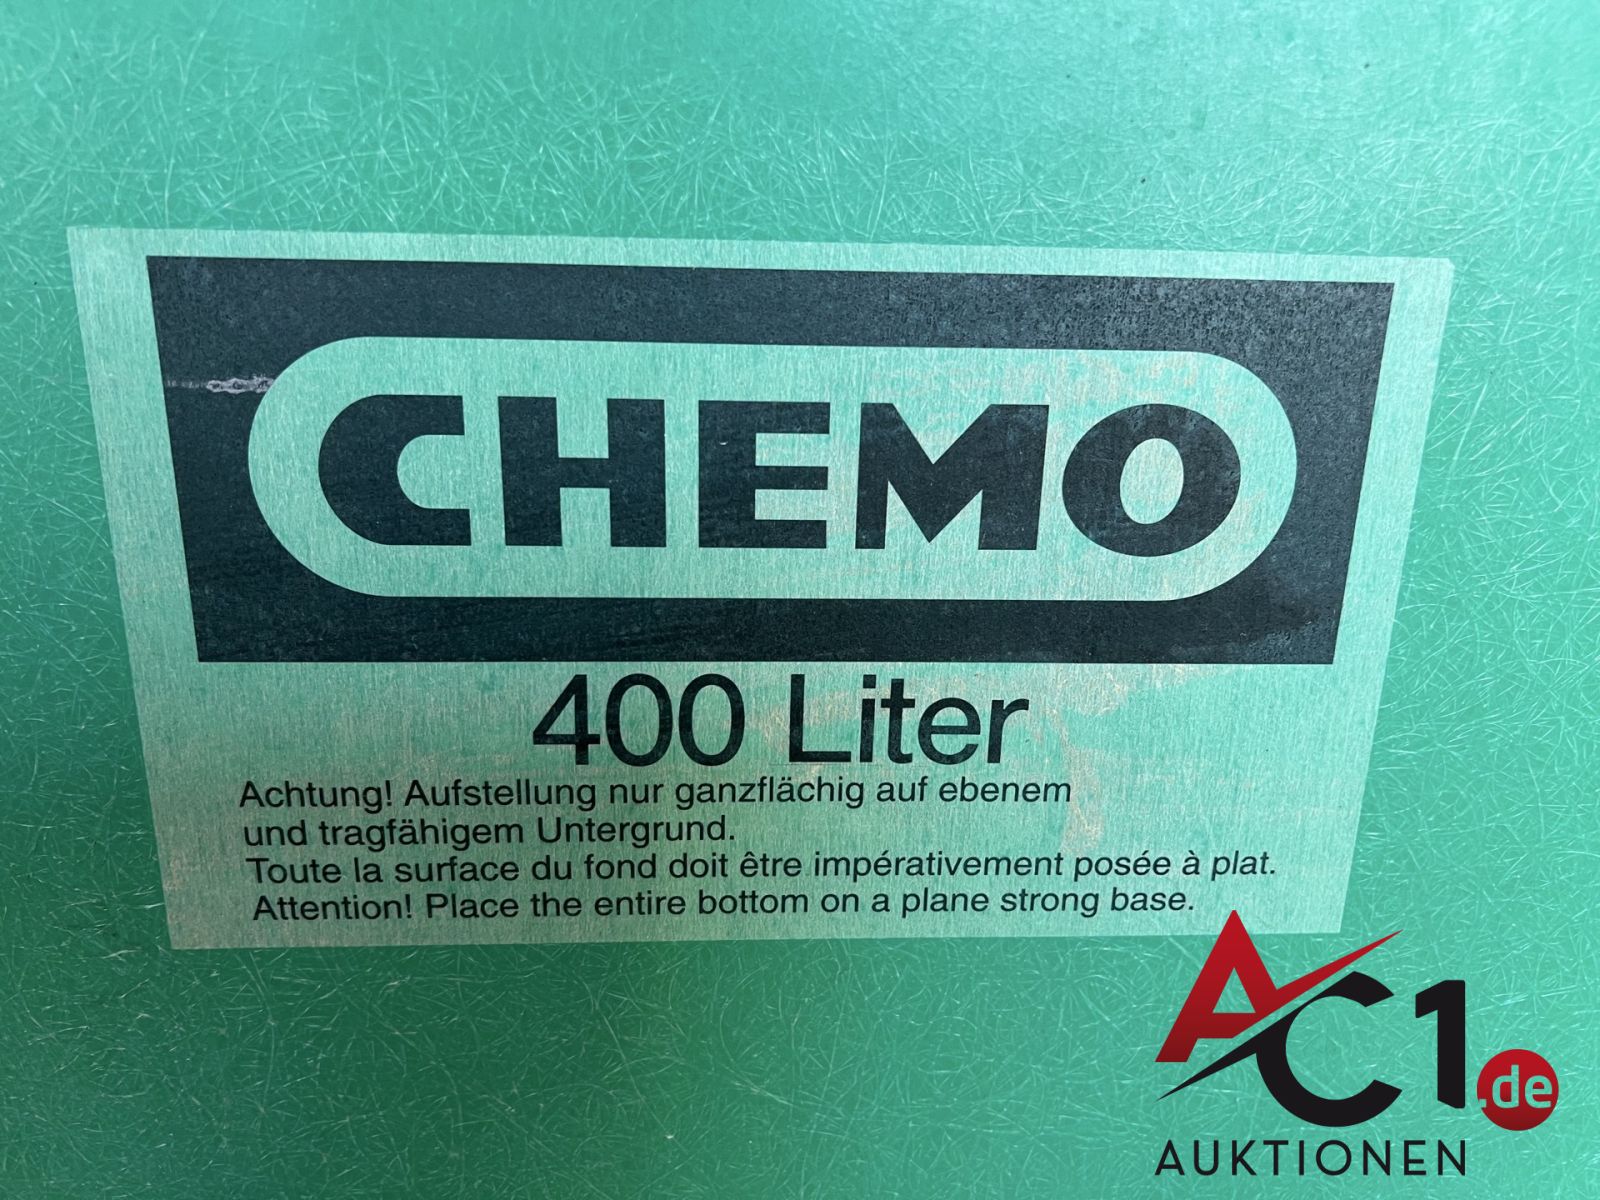 CHEMO
400 Liter
Achtung! Aufstellung nur ganzflächig auf ebenem
und tragfähigem Untergrund.
Toute la surface du fond doit être impérativement posée à plat.
Attention! Place the entire bottom on a plane strong base.
AC1.de
AUKTIONEN